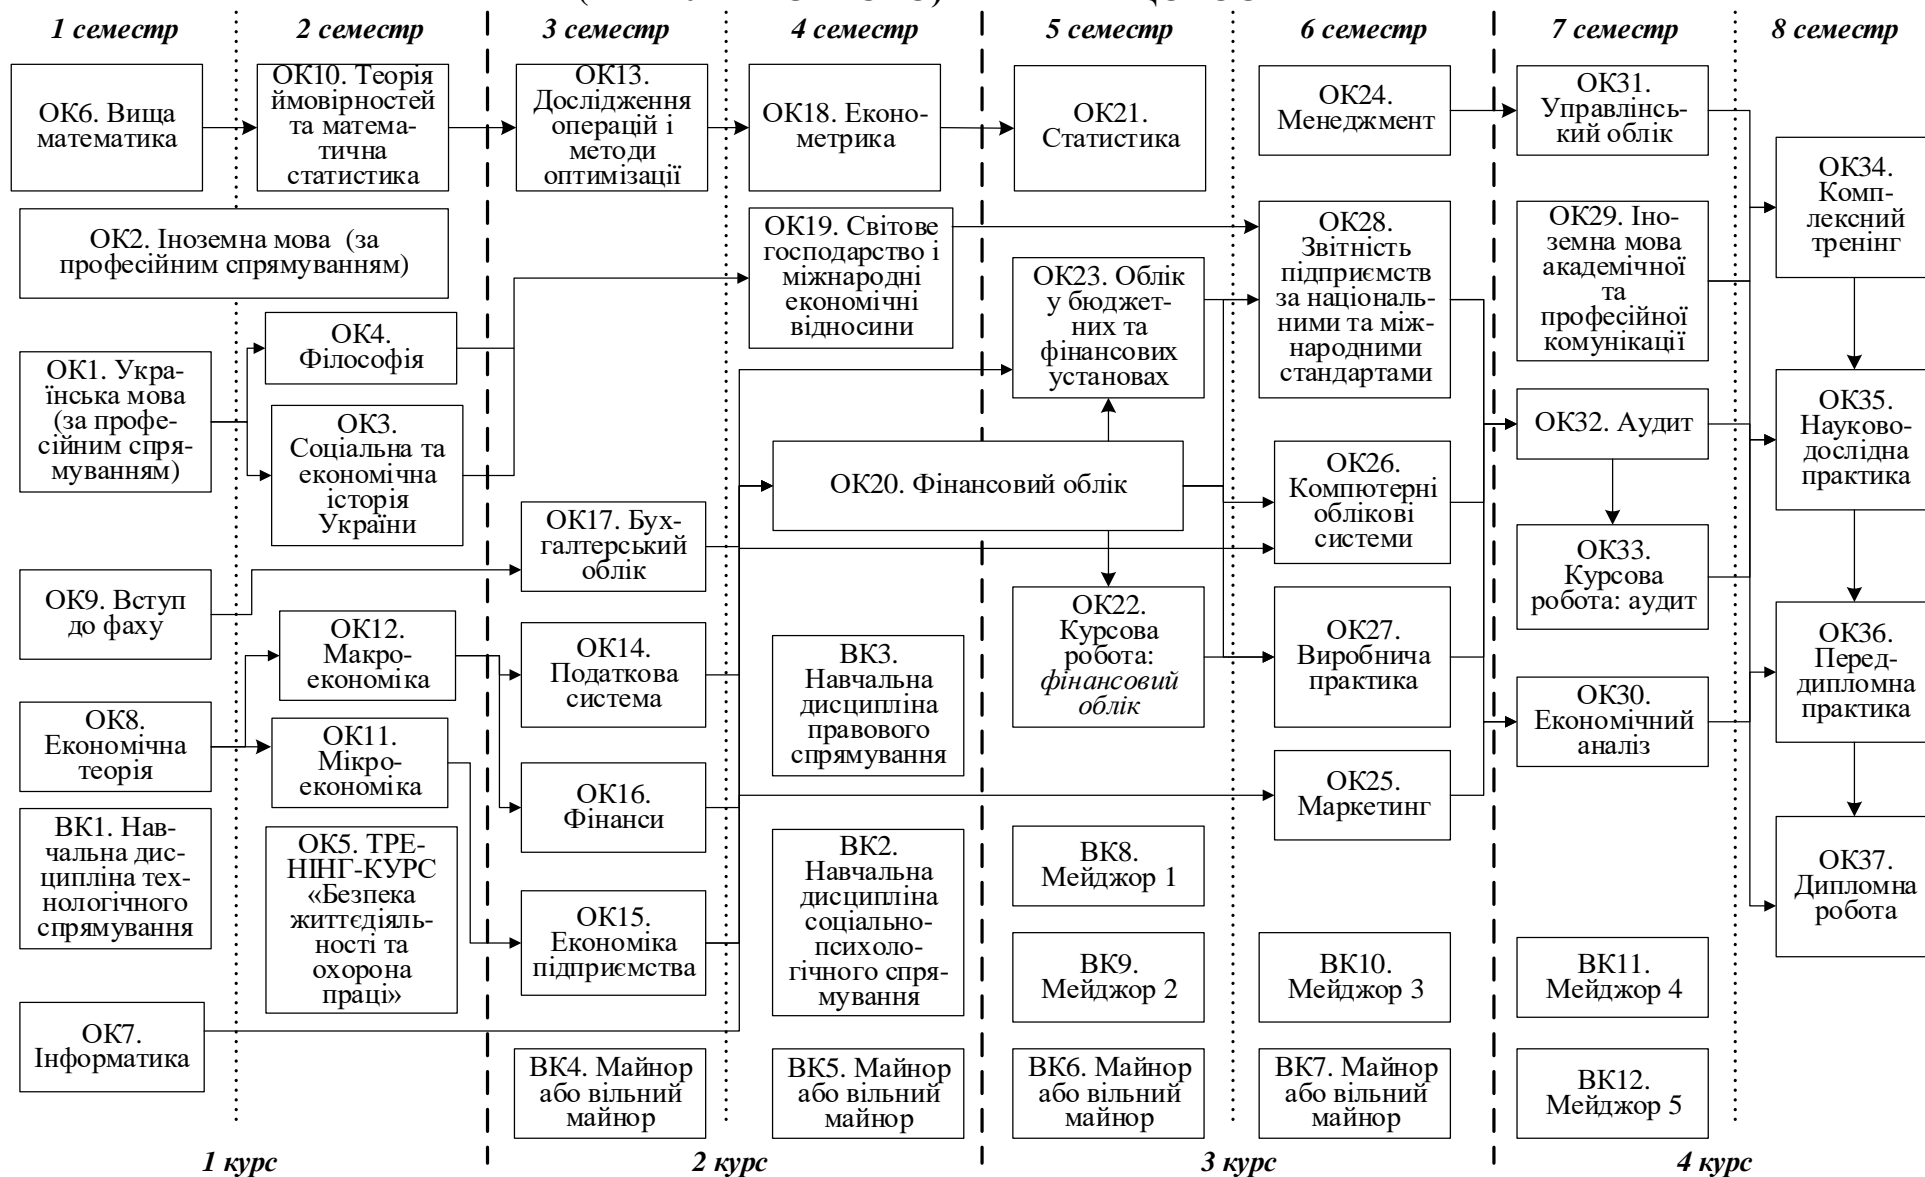 1 семестр
2 семестр
3 семестр
4 семестр
5 семестр
6 семестр
7 семестр
8 семестр
ОК6. Вища
математика
ОК10. Теорія
ймовірностей
та матема-
тична
статистика
ОК13.
Дослідження
операцій і
методи
оптимізації
ОК18. Еконо-
метрика
ОК21.
Статистика
ОК24.
Менеджмент
ОК31.
Управлінсь-
кий облік
ОК34.
Комп-
лексний
тренінг
ОК2. Іноземна мова (за
професійним спрямуванням)
ОК19. Світове
господарство і
міжнародні
економічні
відносини
ОК23. Облік
у бюджет-
них та
фінансових
установах
ОК28.
Звітність
підприємств
за національ-
ними та між-
народними
стандартами
ОК29. Іно-
земна мова
академічної
та
професійної
комунікації
ОК1. Укра-
їнська мова
(за профе-
сійним спря-
муванням)
ОК4.
Філософія
ОК3.
Соціальна та
економічна
історія
України
ОК20. Фінансовий облік
ОК26.
Компютерні
облікові
системи
ОК32. Аудит
ОК35.
Науково-
дослідна
практика
ОК17. Бух-
галтерський
облік
ОК33.
Курсова
робота: аудит
ОК9. Вступ
до фаху
ОК12.
Макро-
економіка
ОК14.
Податкова
система
ВК3.
Навчальна
дисципліна
правового
спрямування
ОК22.
Курсова
робота:
фінансовий
облік
ОК27.
Виробнича
практика
ОК30.
Економічний
аналіз
ОК36.
Перед-
дипломна
практика
ОК8.
Економічна
теорія
ОК11.
Мікро-
економіка
ОК16.
Фінанси
ОК25.
Маркетинг
ВК1. Нав-
чальна дис-
ципліна тех-
нологічного
спрямування
ОК5. ТРЕ-
НІНГ-КУРС
«Безпека
життєдіяль-
ності та
охорона
праці»
ОК15.
Економіка
підприємства
ВК2.
Навчальна
дисципліна
соціально-
психоло-
гічного спря-
мування
ВК8.
Мейджор 1
ОК37.
Дипломна
робота
ВК9.
Мейджор 2
ВК10.
Мейджор 3
ВК11.
Мейджор 4
ОК7.
Інформатика
ВК4. Майнор
або вільний
майнор
ВК5. Майнор
або вільний
майнор
ВК6. Майнор
або вільний
майнор
ВК7. Майнор
або вільний
майнор
ВК12.
Мейджор 5
1 курс
2 курс
3 курс
4 курс